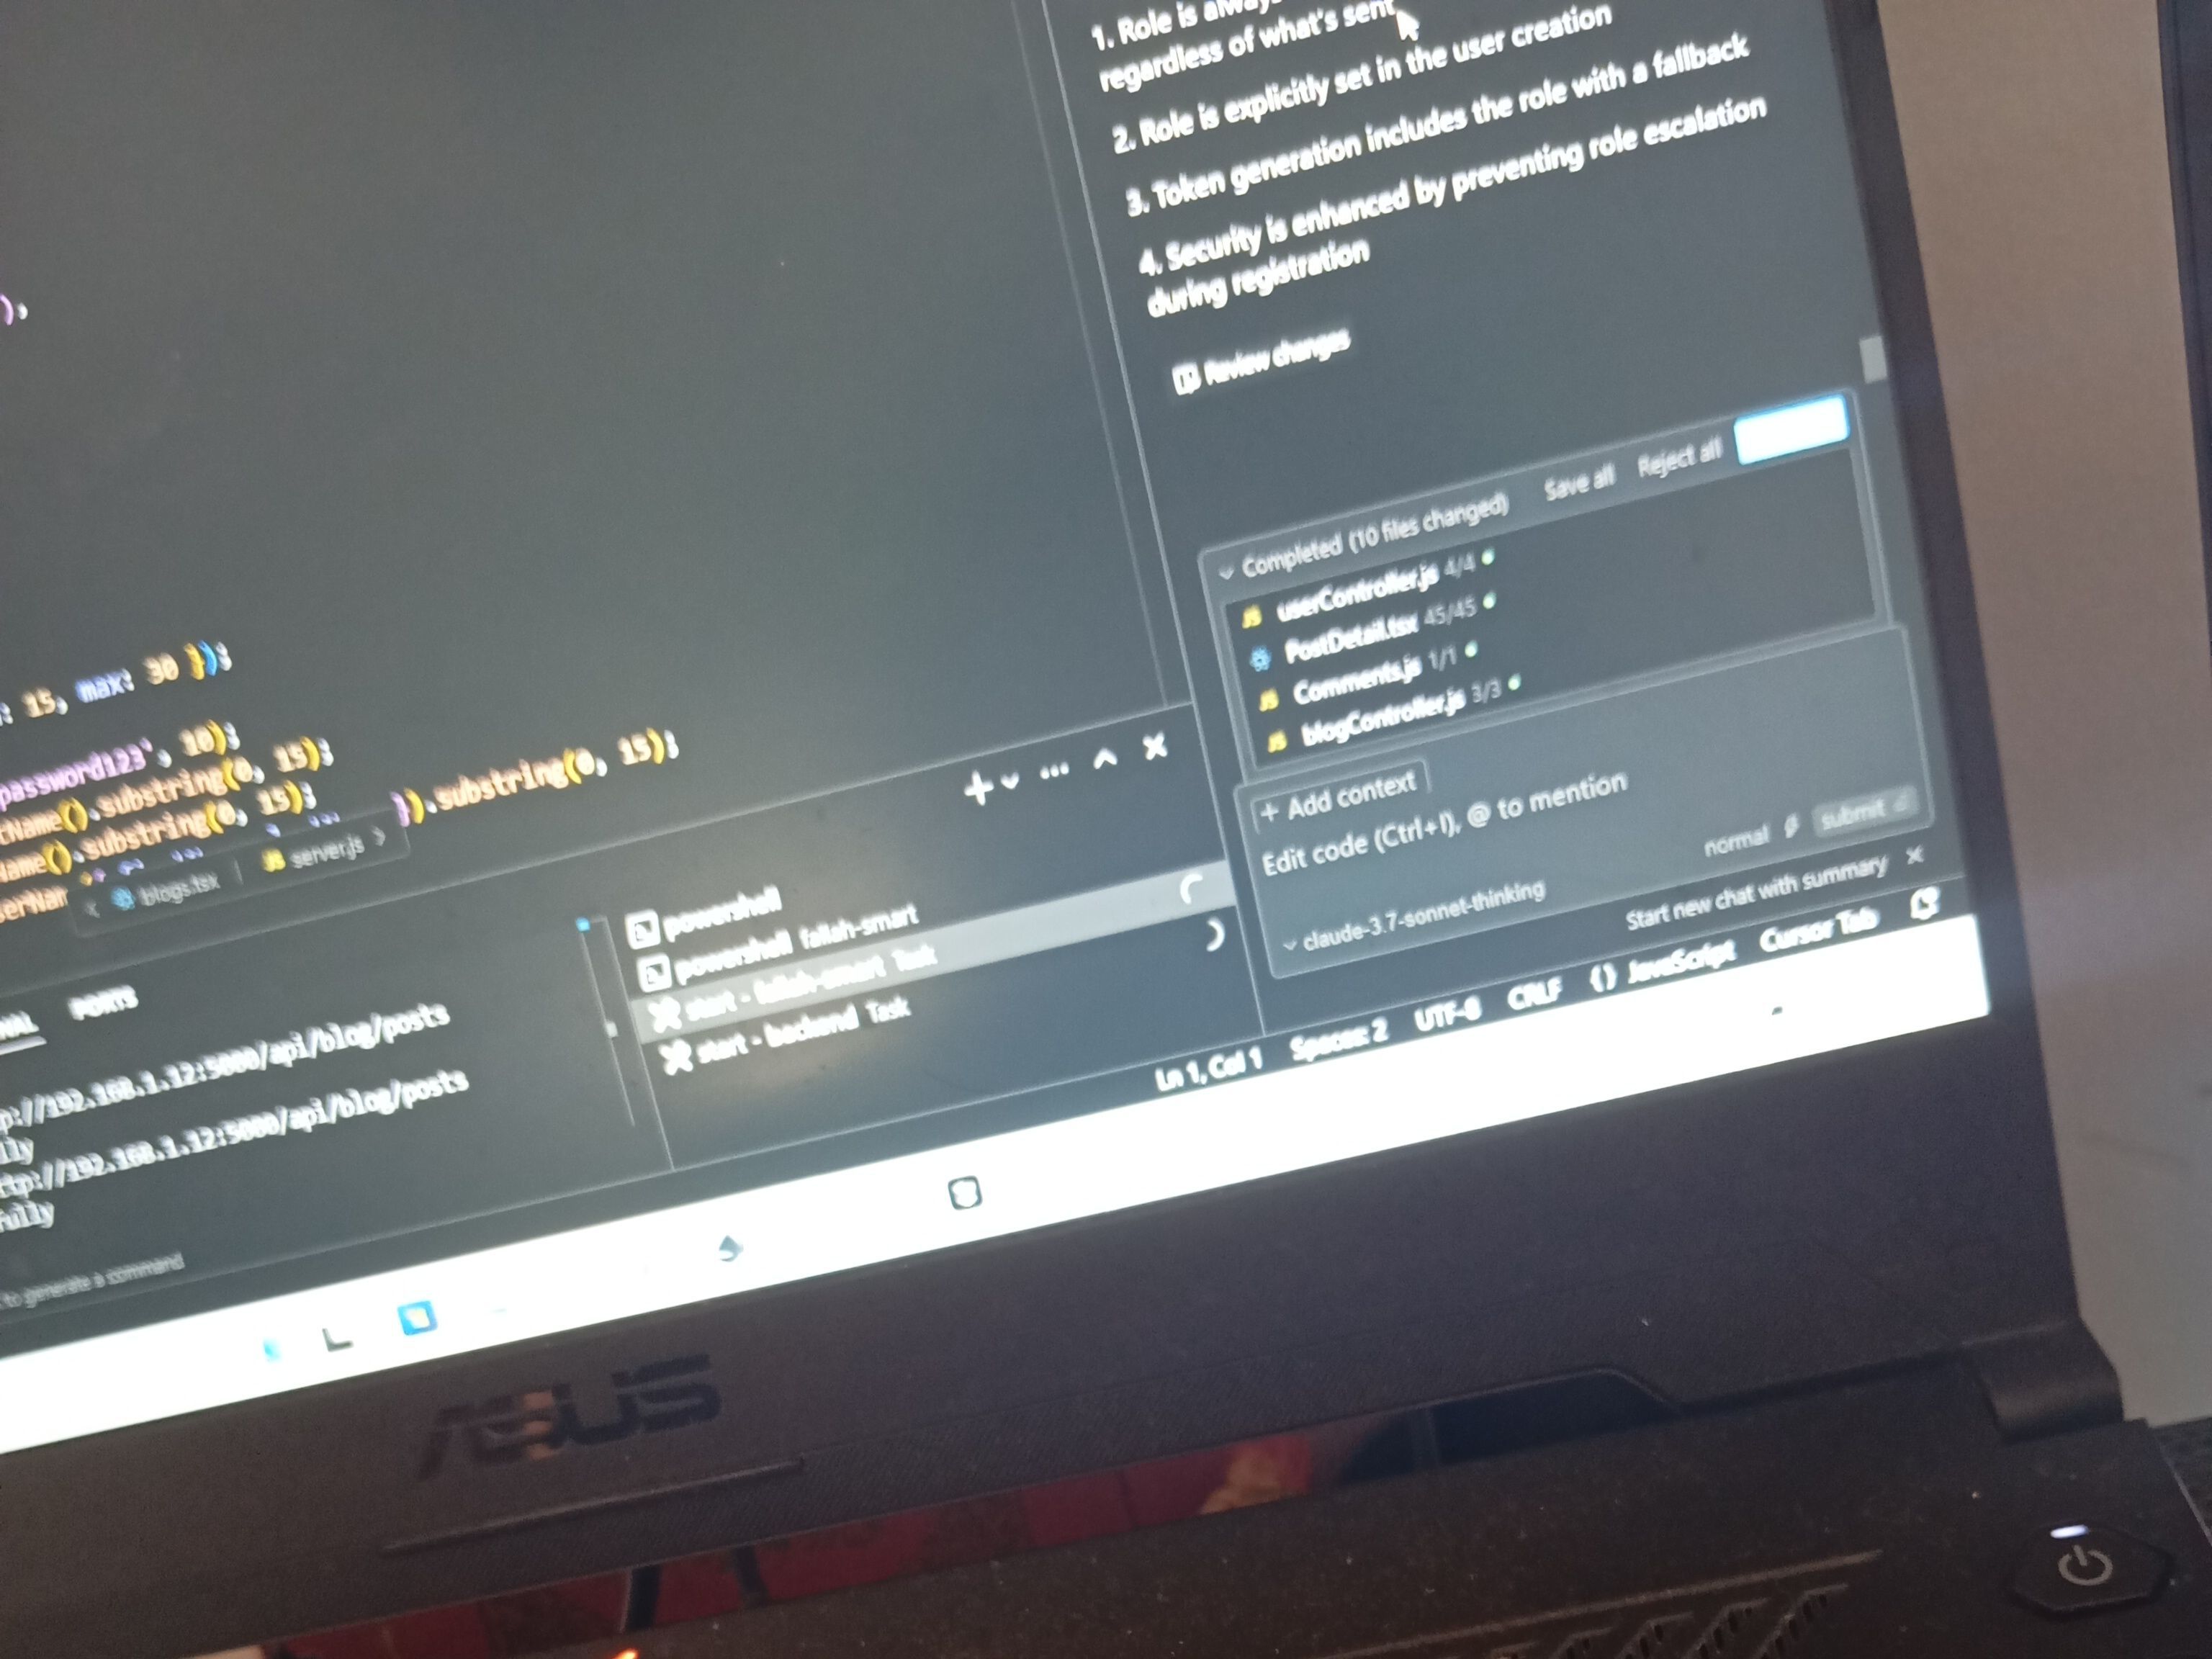 1. Role is always
regardless of what's sent
2. Role is explicitly set in the user creation
3. Token generation includes the role with a fallback
4. Security is enhanced by preventing role escalation
during registration
Review changes
Completed (10 files changed) Save all Reject all
userController.js 4/4
PostDetail.tsx 45/45
Comments.js 1/1
blogController.js 3/3
+ Add context
Edit code (Ctrl+I), @ to mention
normal submit
claude-3.7-sonnet-thinking
Start new chat with summary
),
: 15, max: 30 });
password123', 10);
Name().substring(0, 15);
Name().substring(0, 15);
}).substring(0, 15);
blogs.tsx server.js
PORTS
p://192.168.1.12:5000/api/blog/posts
lly
ttp://192.168.1.12:5000/api/blog/posts
fully
to generate a command
powershell
powershell fallah-smart
start - fallah-smart Task
start - backend Task
Ln 1, Col 1 Spaces: 2 UTF-8 CRLF {} JavaScript Cursor Tab
ASUS